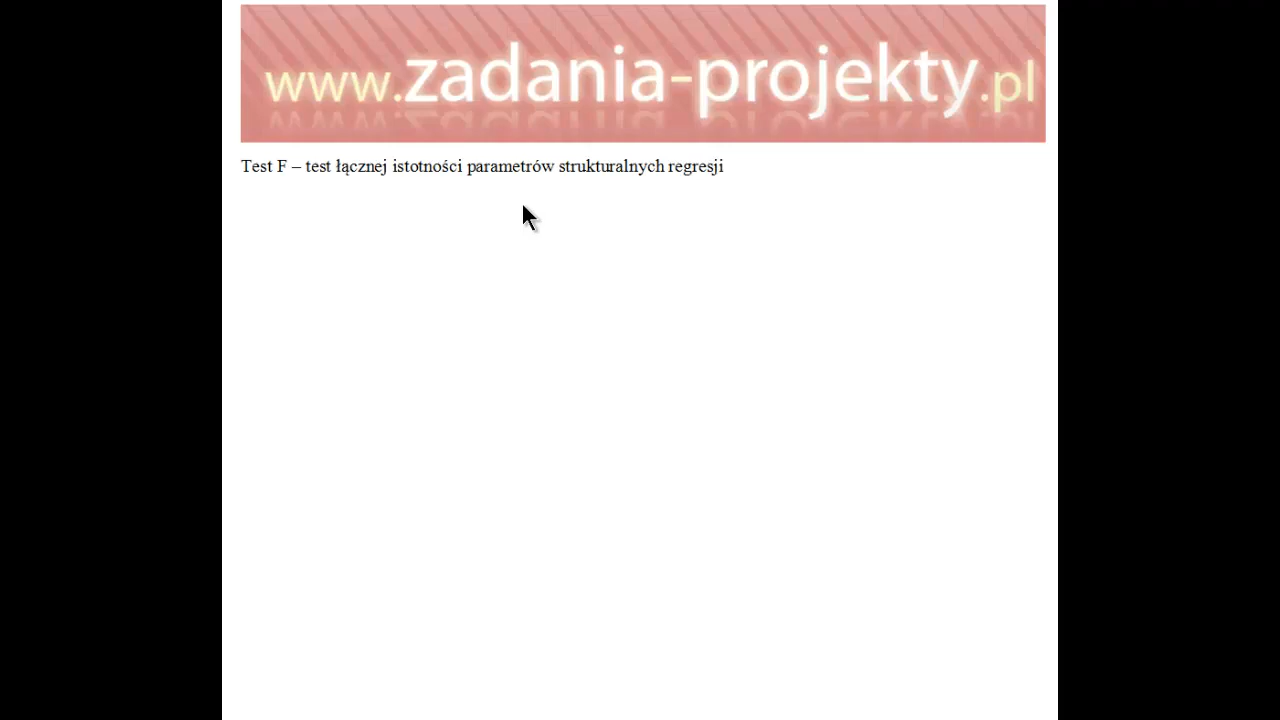 www.zadania-projekty.pl
Test F – test łącznej istotności parametrów strukturalnych regresji